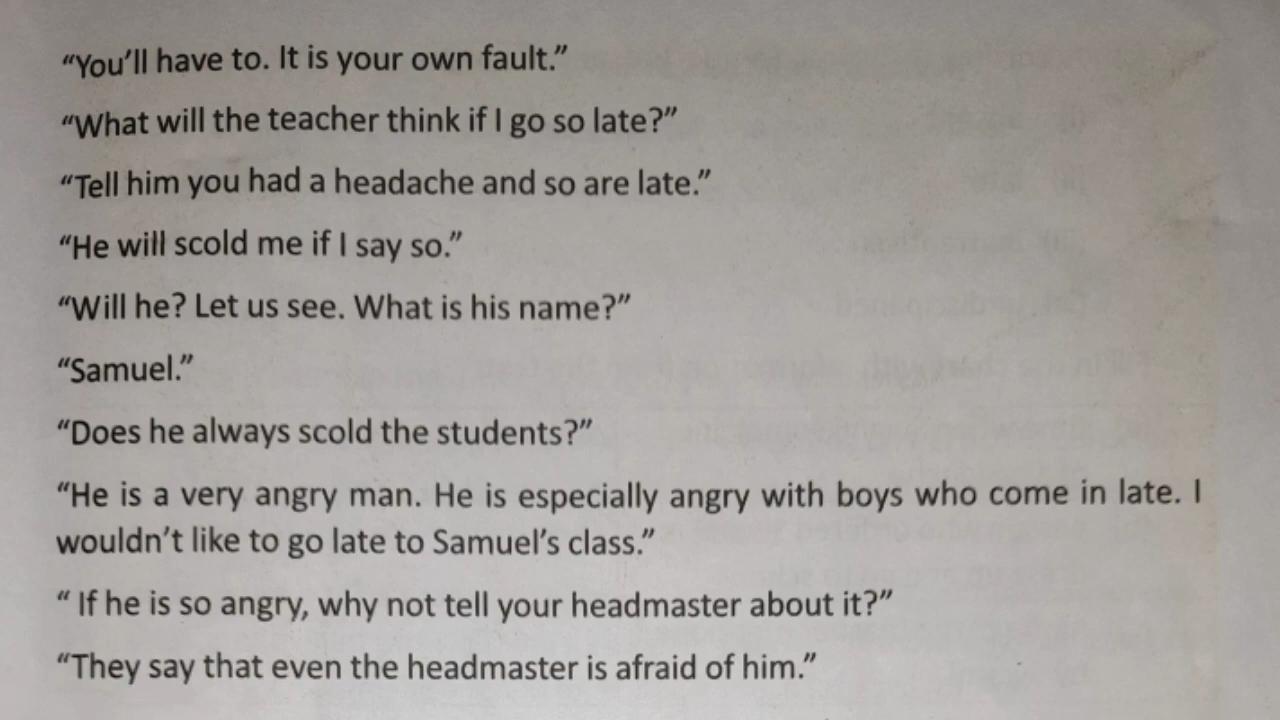 “You’ll have to. It is your own fault.”
“What will the teacher think if I go so late?”
“Tell him you had a headache and so are late.”
“He will scold me if I say so.”
“Will he? Let us see. What is his name?”
“Samuel.”
“Does he always scold the students?”
“He is a very angry man. He is especially angry with boys who come in late. I
wouldn’t like to go late to Samuel’s class.”
“ If he is so angry, why not tell your headmaster about it?”
“They say that even the headmaster is afraid of him.”